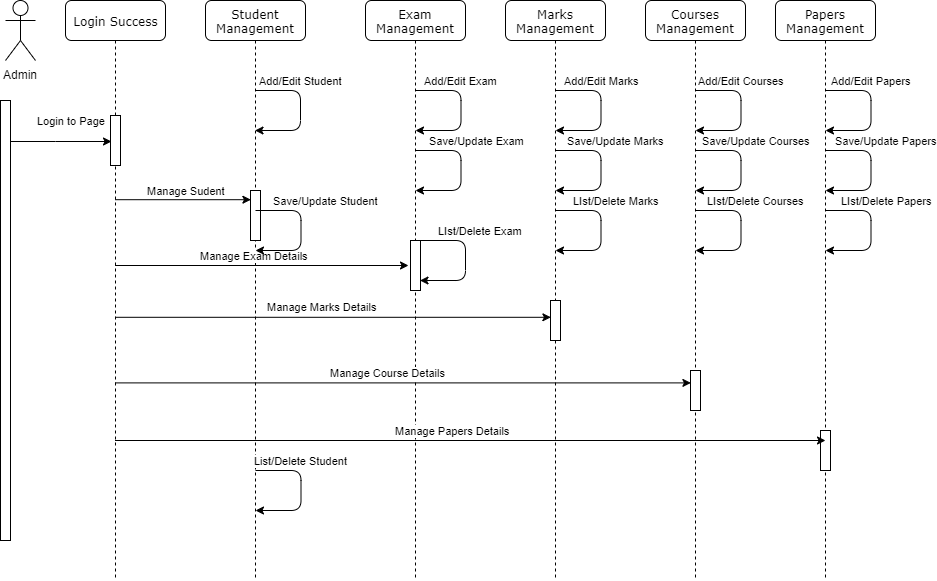 Login Success
Student
Management
Exam
Management
Marks
Management
Courses
Management
Papers
Management
Admin
Add/Edit Student
Add/Edit Exam
Add/Edit Marks
Add/Edit Courses
Add/Edit Papers
Login to Page
Save/Update Exam
Save/Update Marks
Save/Update Courses
Save/Update Papers
Manage Sudent
Save/Update Student
LIst/Delete Marks
LIst/Delete Courses
LIst/Delete Papers
LIst/Delete Exam
Manage Exam Details
Manage Marks Details
Manage Course Details
Manage Papers Details
List/Delete Student